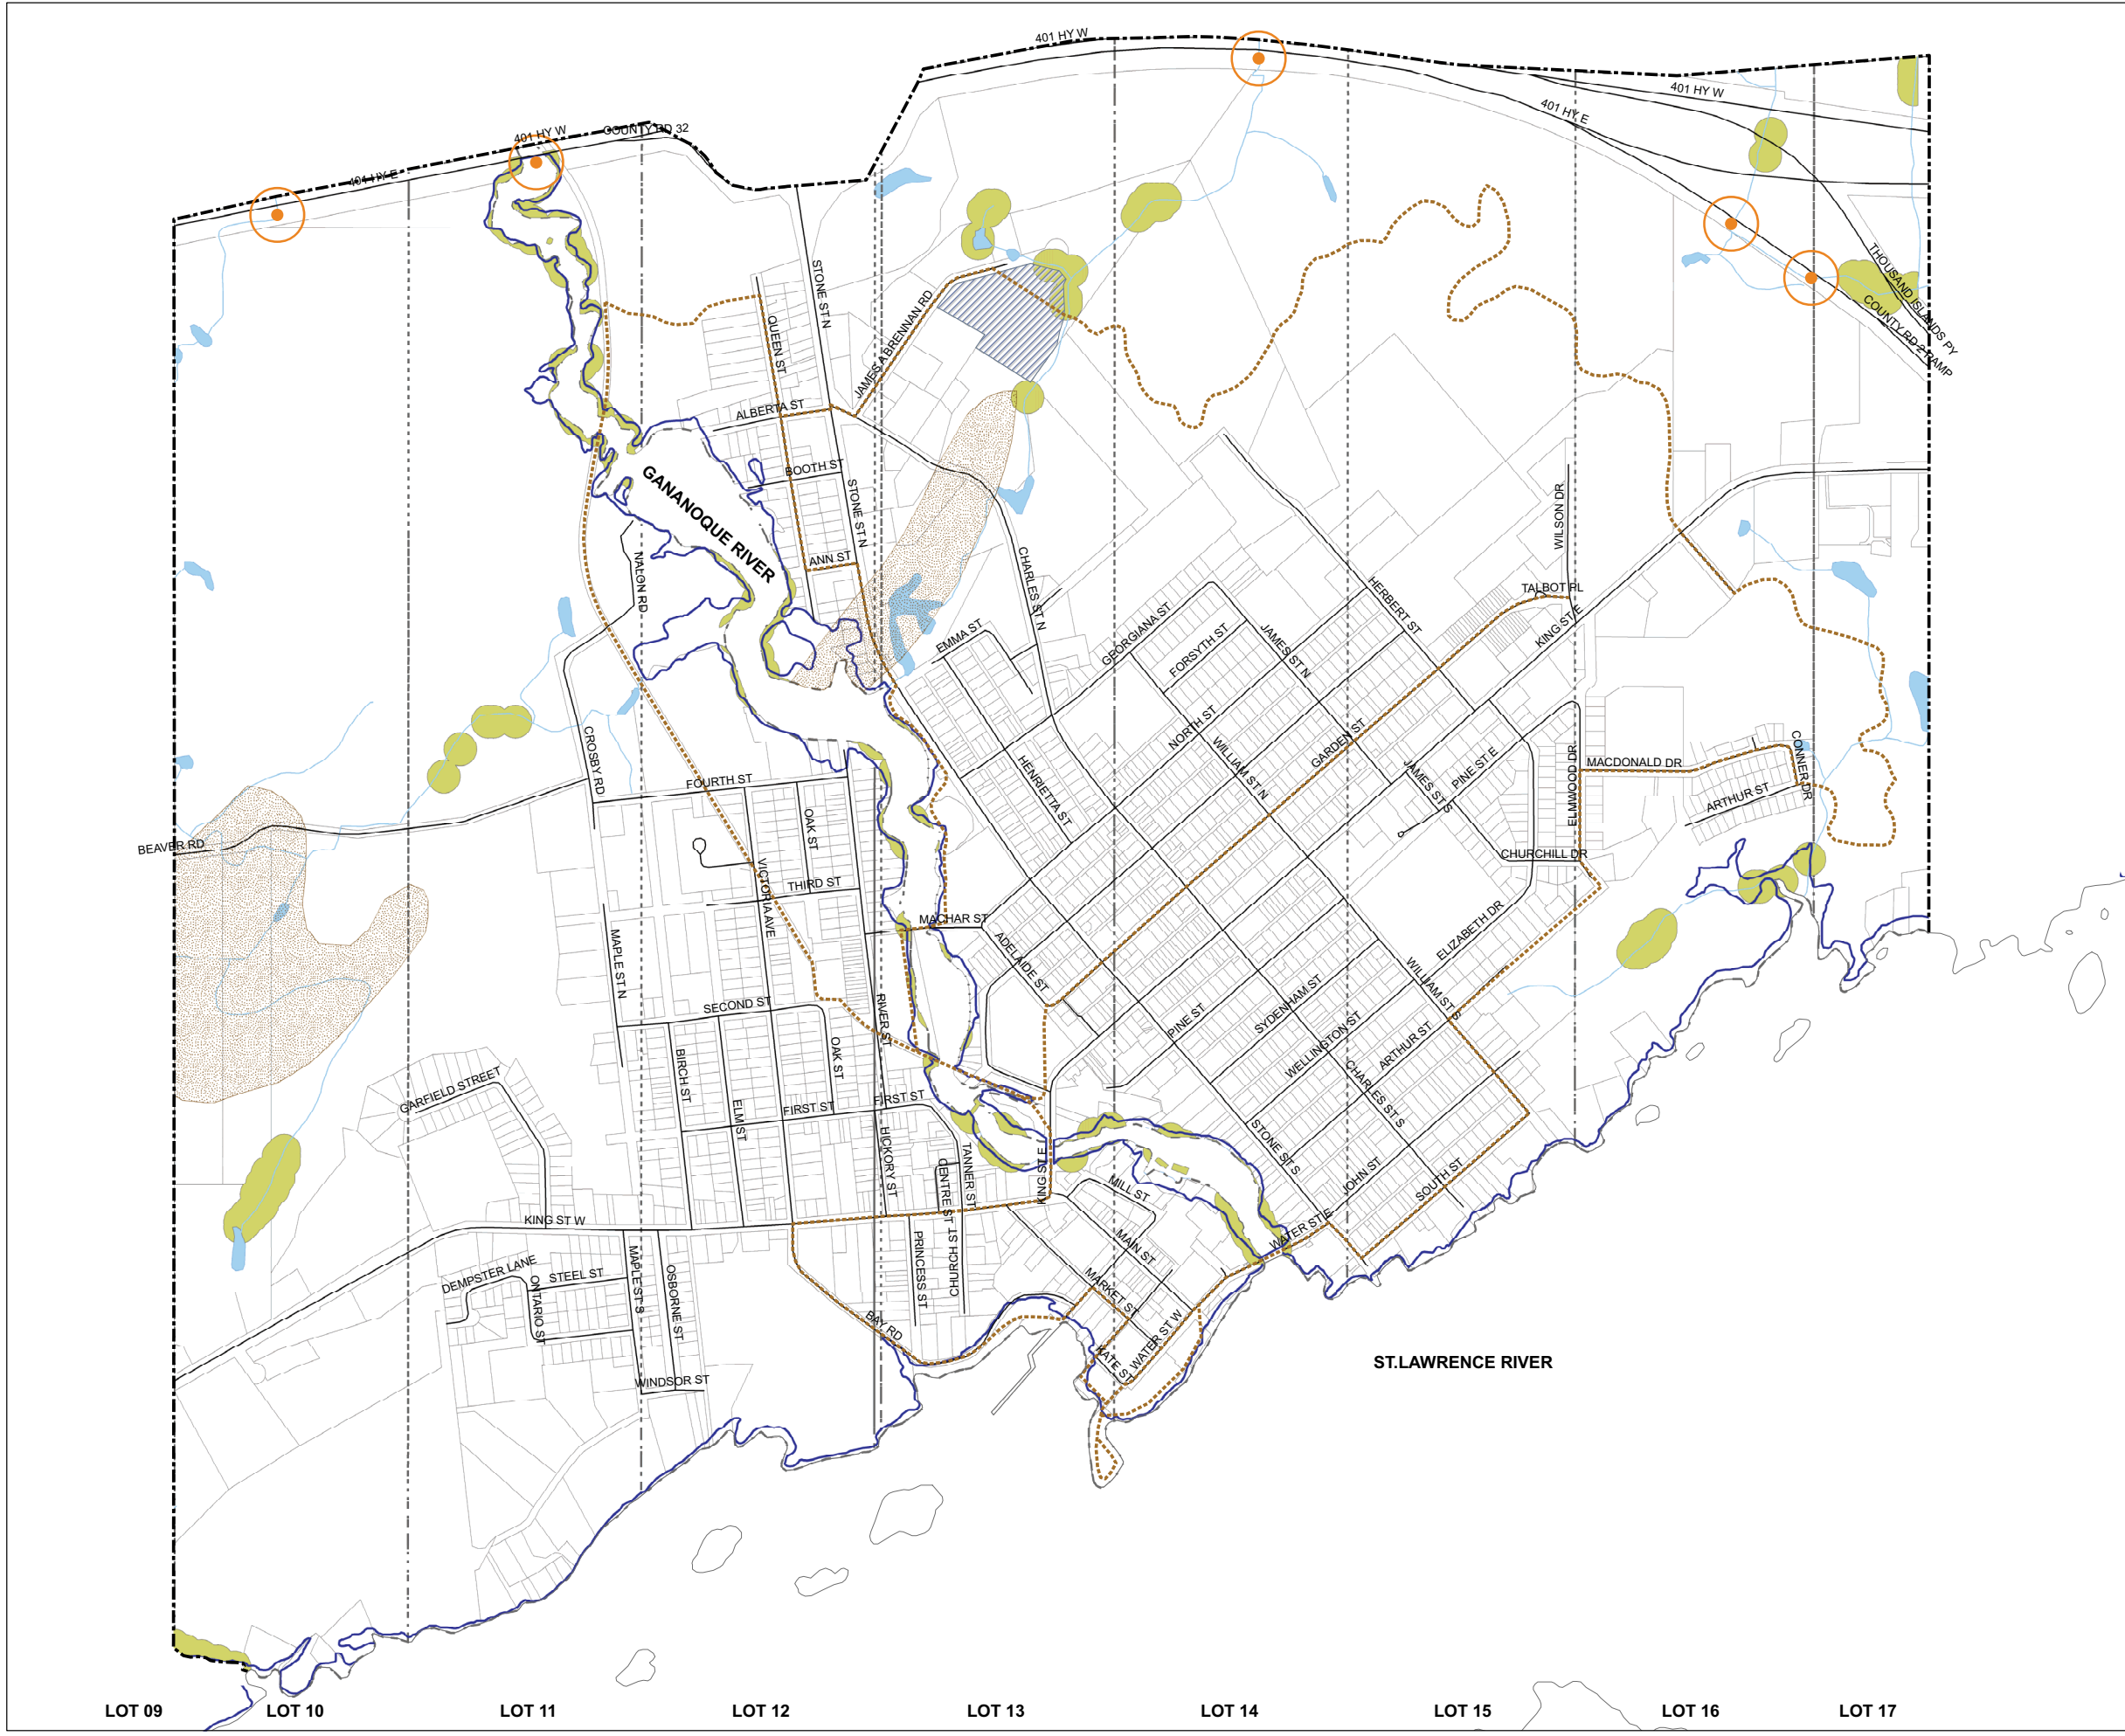 401 HY W
401 HY W
401 HY E
401 HY W
COUNTY RD 32
401 HY E
THOUSAND ISLANDS PY
COUNTY RD 2 RAMP
STONE ST N
QUEEN ST
JAMES A BRENNAN RD
ALBERTA ST
BOOTH ST
STONE ST N
GANANOQUE RIVER
ANN ST
NALON RD
CHARLES ST N
WILSON DR
TALBOT PL
HERBERT ST
KING ST E
EMMA ST
GEORGIANA ST
FORSYTH ST
JAMES ST N
NORTH ST
WILLIAM ST N
GARDEN ST
HENRIETTA ST
JAMES ST S
PINE ST E
ELMWOOD DR
MACDONALD DR
CONNER DR
ARTHUR ST
CROSBY RD
FOURTH ST
OAK ST
BEAVER RD
VICTORIA AVE
THIRD ST
CHURCHILL DR
MACHAR ST
ADELAIDE ST
ELIZABETH DR
MAPLE ST N
WILLIAM ST S
SECOND ST
RIVER ST
PINE ST
SYDENHAM ST
WELLINGTON ST
ARTHUR ST
OAK ST
BIRCH ST
GARFIELD STREET
ELM ST
FIRST ST
FIRST ST
CHARLES ST S
HICKORY ST
TANNER ST
CENTRE ST
KING ST E
STONE ST S
JOHN ST
SOUTH ST
MILL ST
KING ST W
WATER ST E
MAIN ST
PRINCESS ST
CHURCH ST
MARKET ST
DEMPSTER LANE
STEEL ST
ONTARIO ST
MAPLE ST S
OSBORNE ST
BAY RD
WATER ST W
KATE ST
WINDSOR ST
ST.LAWRENCE RIVER
LOT 09
LOT 10
LOT 11
LOT 12
LOT 13
LOT 14
LOT 15
LOT 16
LOT 17